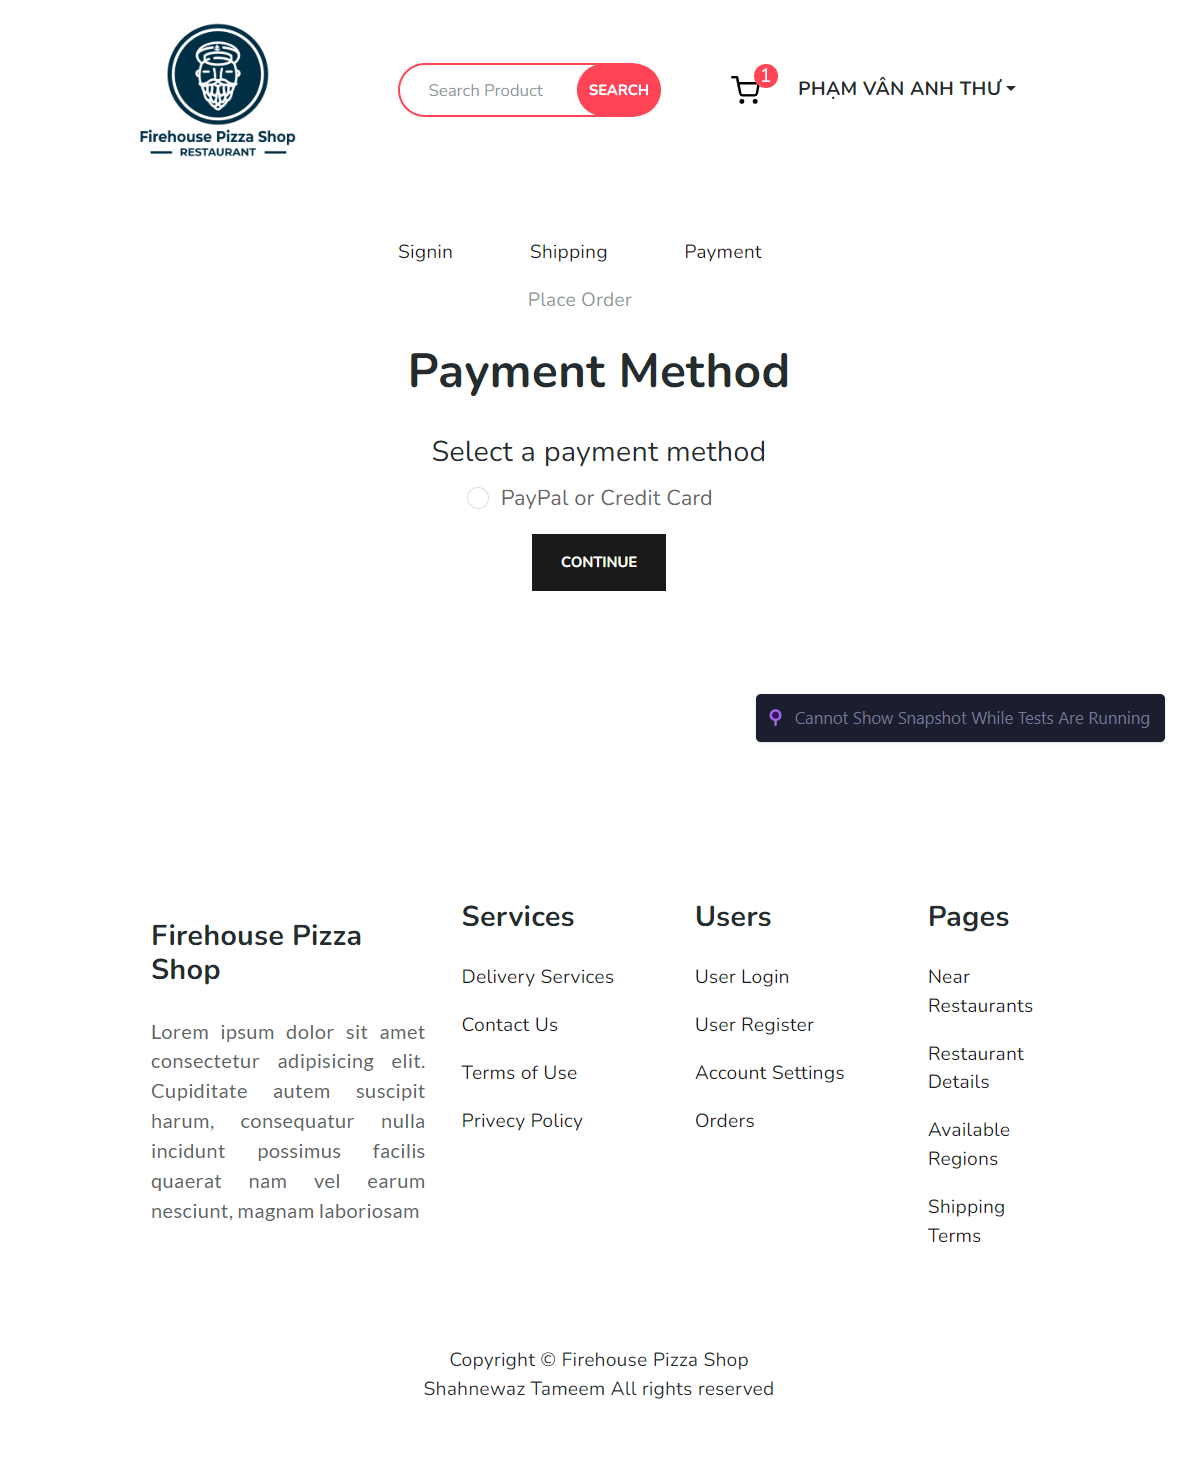 Firehouse Pizza Shop
RESTAURANT
Search Product
SEARCH
1
PHẠM VÂN ANH THƯ
Signin
Shipping
Payment
Place Order
Payment Method
Select a payment method
PayPal or Credit Card
CONTINUE
Cannot Show Snapshot While Tests Are Running
Firehouse Pizza
Shop
Lorem ipsum dolor sit amet
consectetur adipisicing elit.
Cupiditate autem suscipit
harum, consequatur nulla
incidunt possimus facilis
quaerat nam vel earum
nesciunt, magnam laboriosam
Services
Delivery Services
Contact Us
Terms of Use
Privecy Policy
Users
User Login
User Register
Account Settings
Orders
Pages
Near
Restaurants
Restaurant
Details
Available
Regions
Shipping
Terms
Copyright © Firehouse Pizza Shop
Shahnewaz Tameem All rights reserved